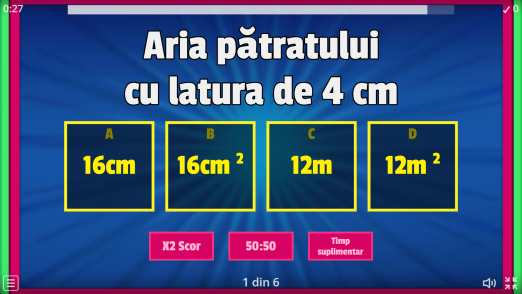 0:27
✓ 0
Aria pătratului
cu latura de 4 cm
A
16cm
B
16cm ²
C
12m
D
12m ²
X2 Scor
50:50
Timp
suplimentar
1 din 6